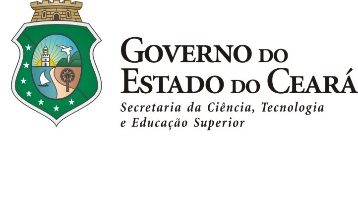 GOVERNO DO
ESTADO DO CEARÁ
Secretaria da Ciência, Tecnologia
e Educação Superior